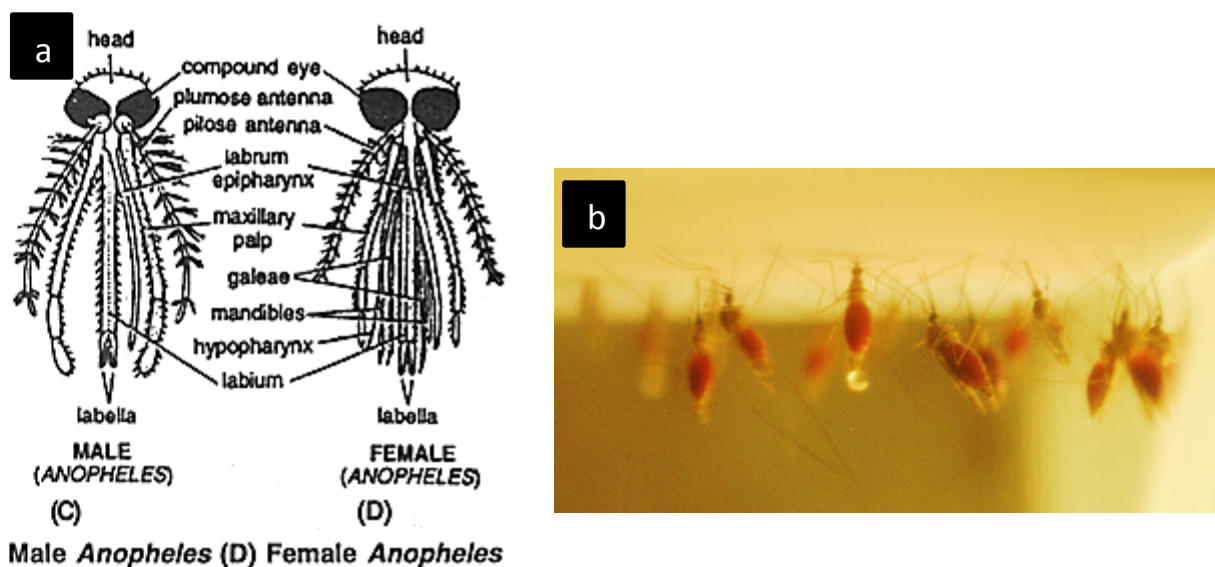 a
head
head
compound eye
plumose antenna
pilose antenna
labrum
epipharynx
maxillary
palp
galeae
mandibles
hypopharynx
labium
labella
labella
MALE
(ANOPHELES)
(C)
FEMALE
(ANOPHELES)
(D)
Male Anopheles (D) Female Anopheles
b